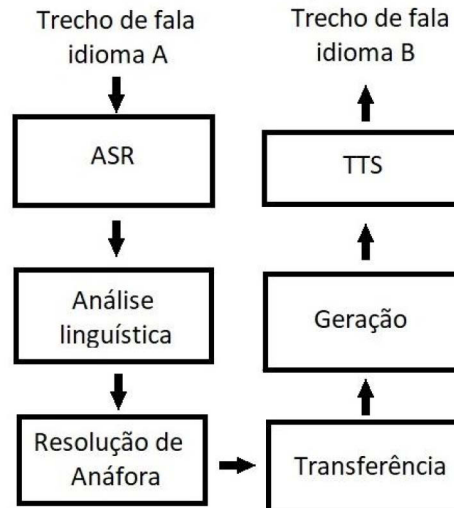 Trecho de fala
idioma A
ASR
Análise
linguística
Resolução de
Anáfora
Transferência
Geração
TTS
Trecho de fala
idioma B